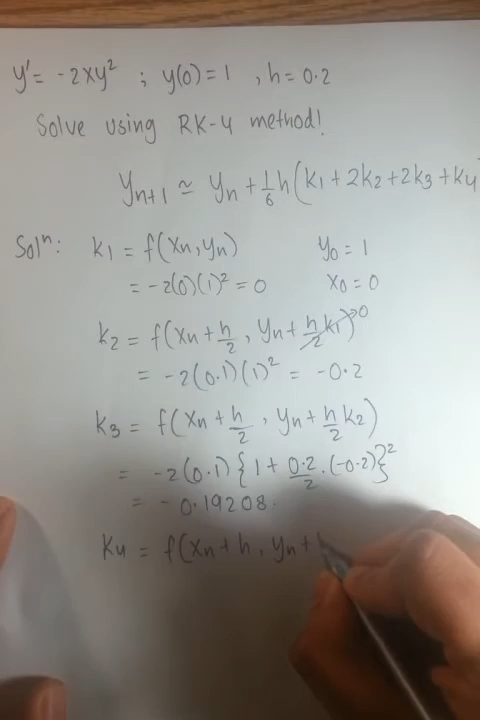 y' = -2xy² ; y(0)=1 , h=0.2
Solve using RK-4 method!
yn+1 ≃ yn + 1/6 h(k1 + 2k2 + 2k3 + k4
Solⁿ: k1 = f(xn, yn) y0 = 1
= -2(0)(1)² = 0 x0 = 0
k2 = f(xn + h/2, yn + h/2 k1)→0
= -2(0.1)(1)² = -0.2
k3 = f(xn + h/2, yn + h/2 k2)
= -2(0.1){1 + 0.2/2 · (-0.2)}²
= -0.19208.
k4 = f(xn + h, yn +